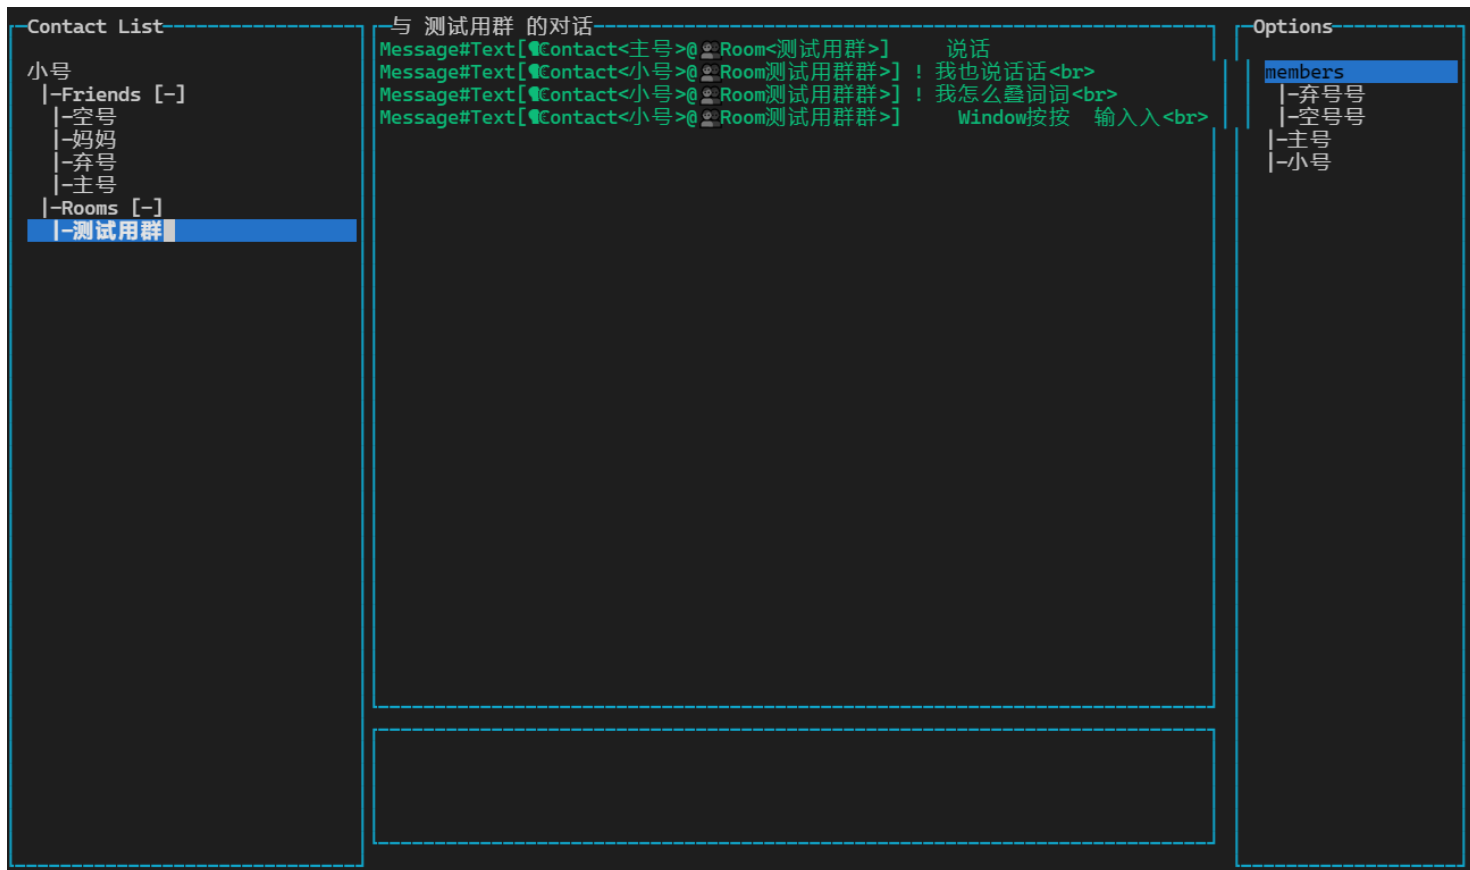 Contact List
小号
|-Friends [-]
|-空号
|-妈妈
|-弃号
|-主号
|-Rooms [-]
|-测试用群
与 测试用群 的对话
Message#Text[¶Contact<主号>@👥Room<测试用群>] 说话
Message#Text[¶Contact<小号>@👥Room测试用群群>] ! 我也说话话<br>
Message#Text[¶Contact<小号>@👥Room测试用群群>] ! 我怎么叠词词<br>
Message#Text[¶Contact<小号>@👥Room测试用群群>] Window按按 输入入<br>
Options
members
|-弃号号
|-空号号
|-主号
|-小号